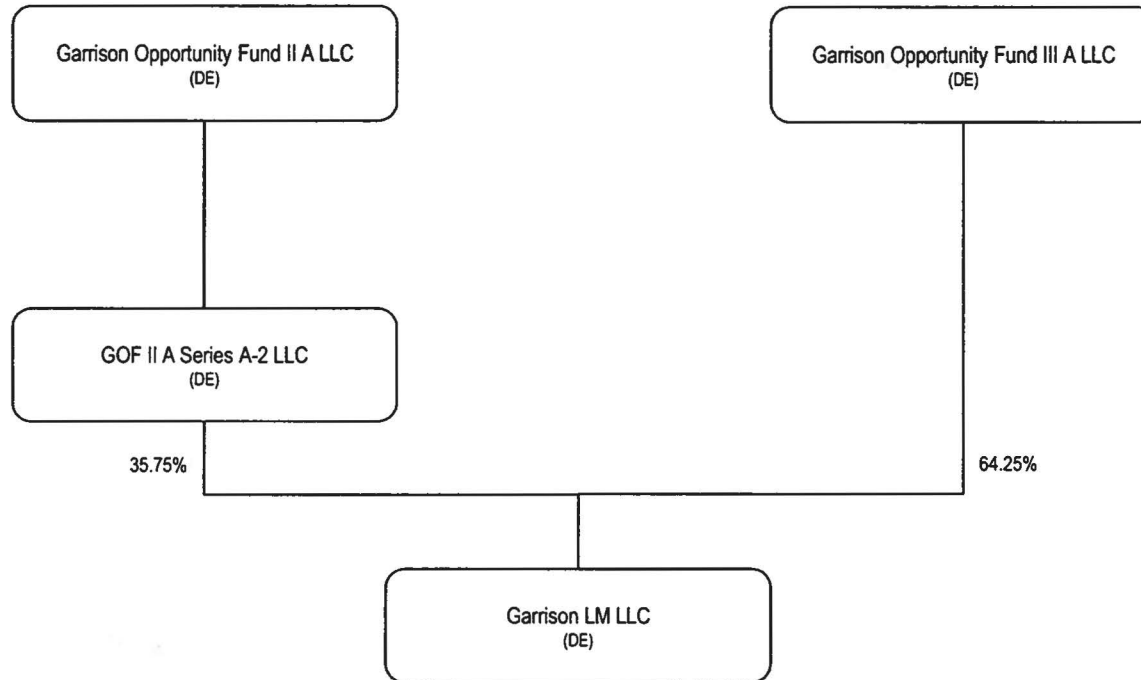 Garrison Opportunity Fund II A LLC
(DE)
Garrison Opportunity Fund III A LLC
(DE)
GOF II A Series A-2 LLC
(DE)
35.75%
64.25%
Garrison LM LLC
(DE)